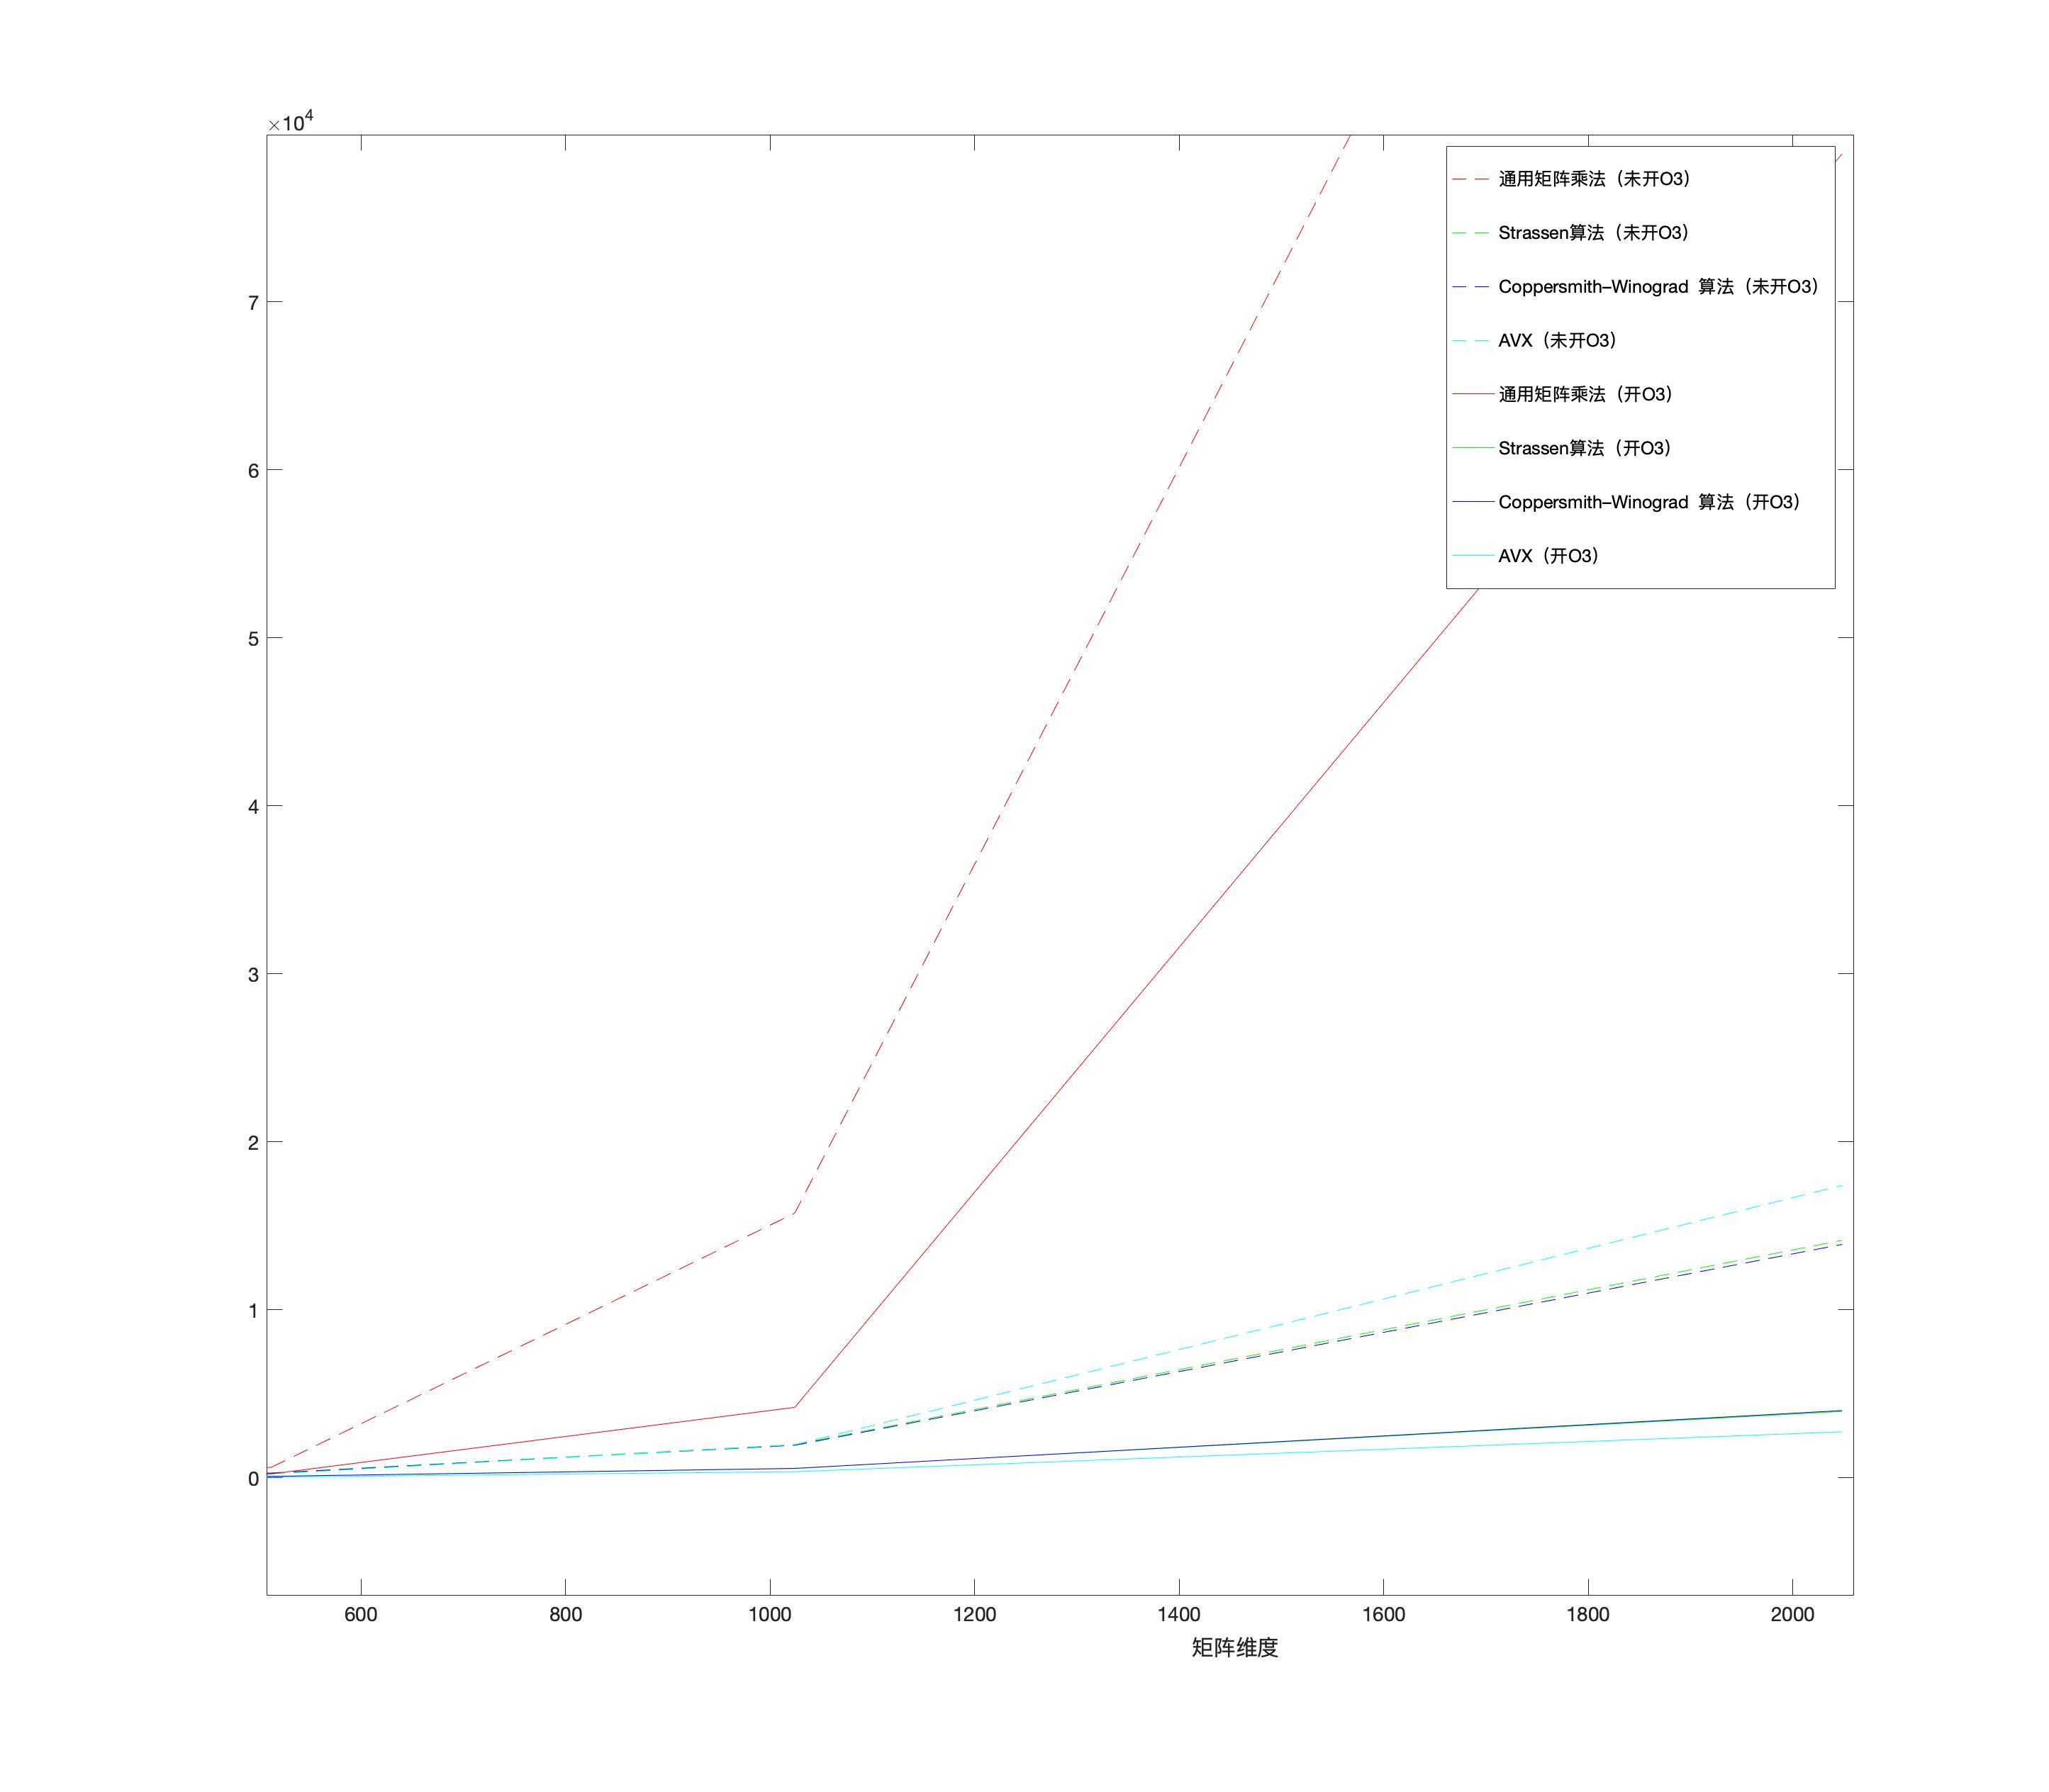 ×10⁴
7
6
5
4
3
2
1
0
600 800 1000 1200 1400 1600 1800 2000
矩阵维度
通用矩阵乘法（未开O3）
Strassen算法（未开O3）
Coppersmith–Winograd 算法（未开O3）
AVX（未开O3）
通用矩阵乘法（开O3）
Strassen算法（开O3）
Coppersmith–Winograd 算法（开O3）
AVX（开O3）